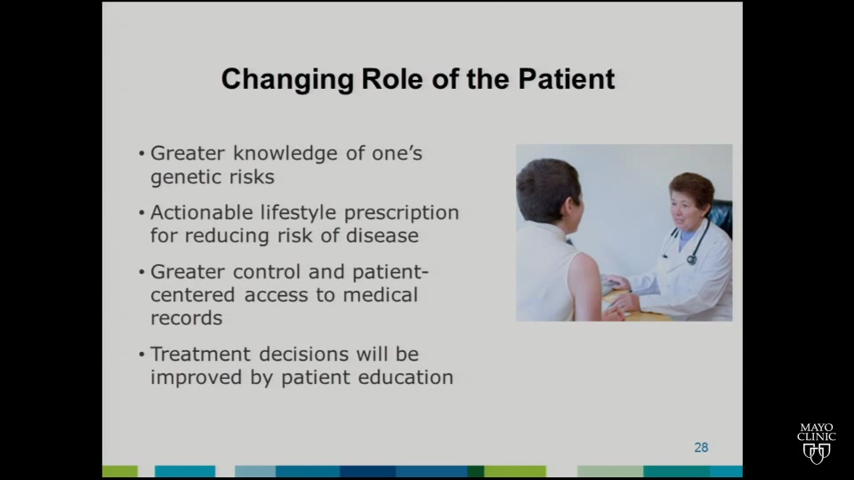 Changing Role of the Patient
• Greater knowledge of one's
genetic risks
• Actionable lifestyle prescription
for reducing risk of disease
• Greater control and patient-
centered access to medical
records
• Treatment decisions will be
improved by patient education
28
MAYO
CLINIC